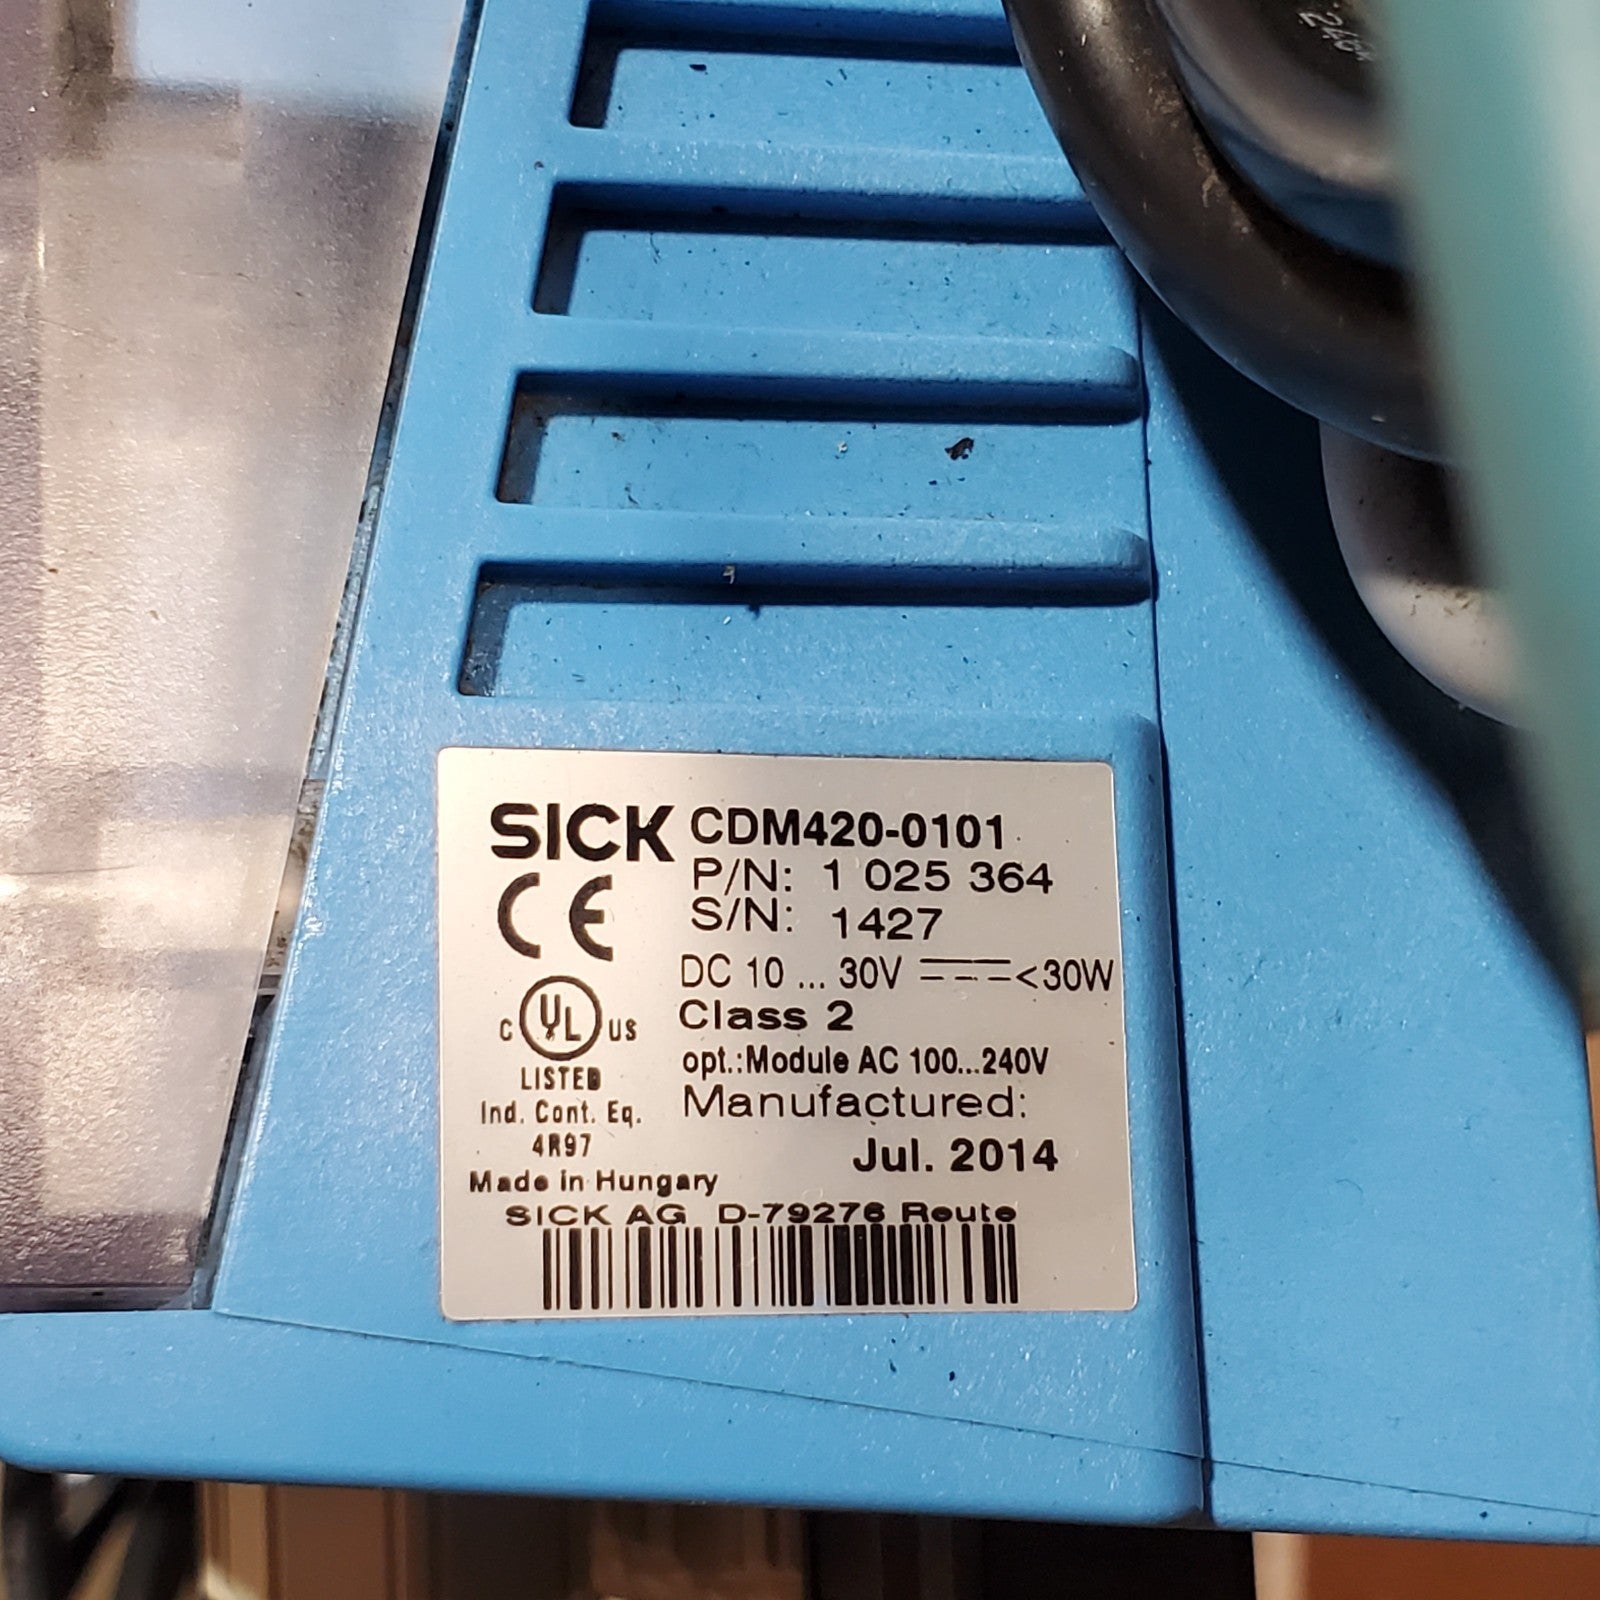 SICK CDM420-0101
P/N: 1 025 364
S/N: 1427
CE
DC 10 ... 30V <30W
Class 2
C UL US
LISTED
opt.:Module AC 100...240V
Ind. Cont. Eq.
Manufactured:
4R97
Jul. 2014
Made in Hungary
SICK AG D-79276 Reute